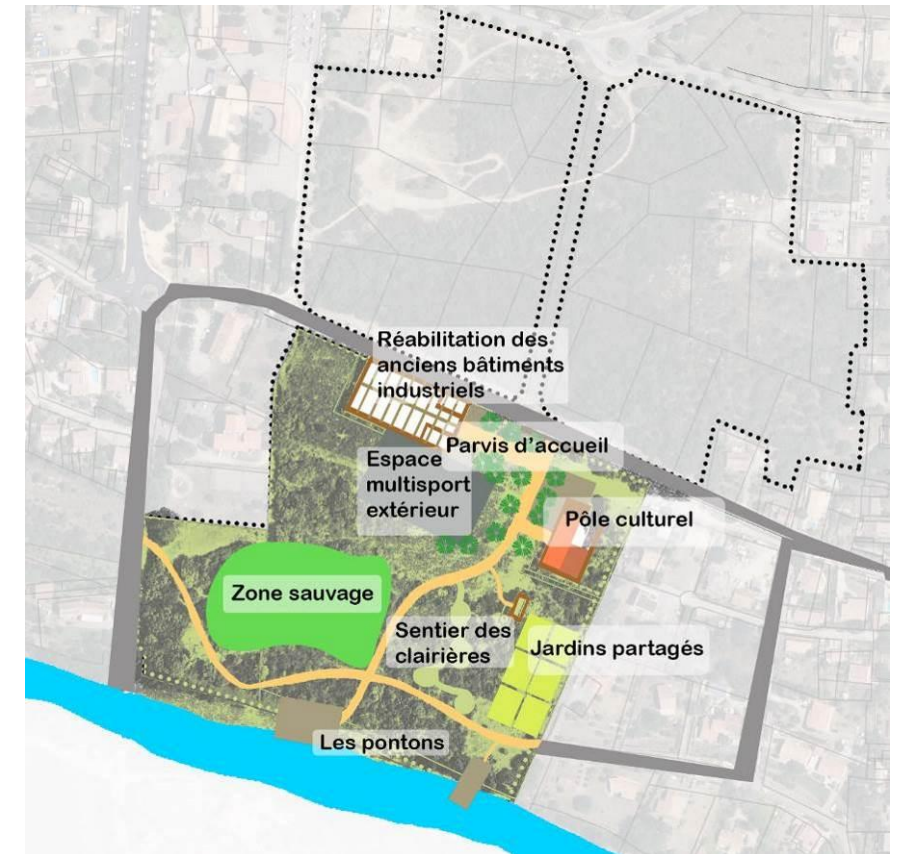 Réabilitation des
anciens bâtiments
industriels
Parvis d'accueil
Espace
multisport
extérieur
Pôle culturel
Zone sauvage
Sentier des
clairières
Jardins partagés
Les pontons